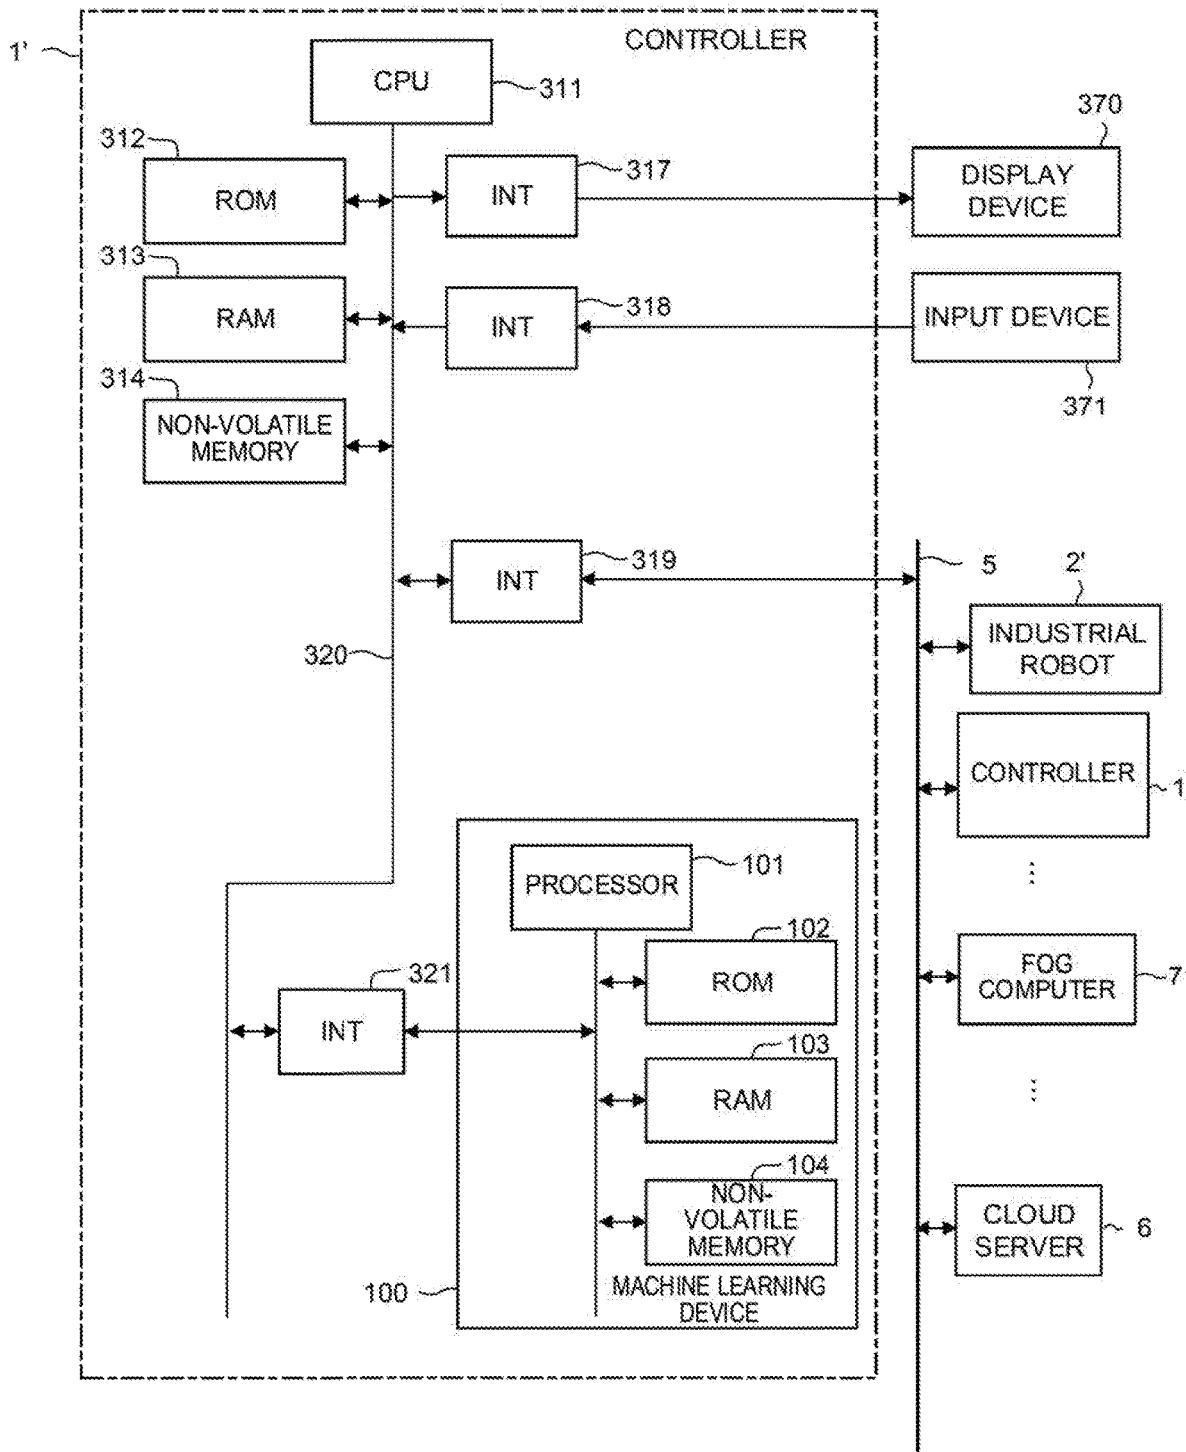 1'
CONTROLLER
CPU
311
312
ROM
INT
317
370
DISPLAY
DEVICE
313
RAM
INT
318
INPUT DEVICE
371
314
NON-VOLATILE
MEMORY
INT
319
5
2'
INDUSTRIAL
ROBOT
320
CONTROLLER
1
...
PROCESSOR
101
102
ROM
FOG
COMPUTER
7
321
INT
103
RAM
...
104
NON-
VOLATILE
MEMORY
CLOUD
SERVER
6
100
MACHINE LEARNING
DEVICE